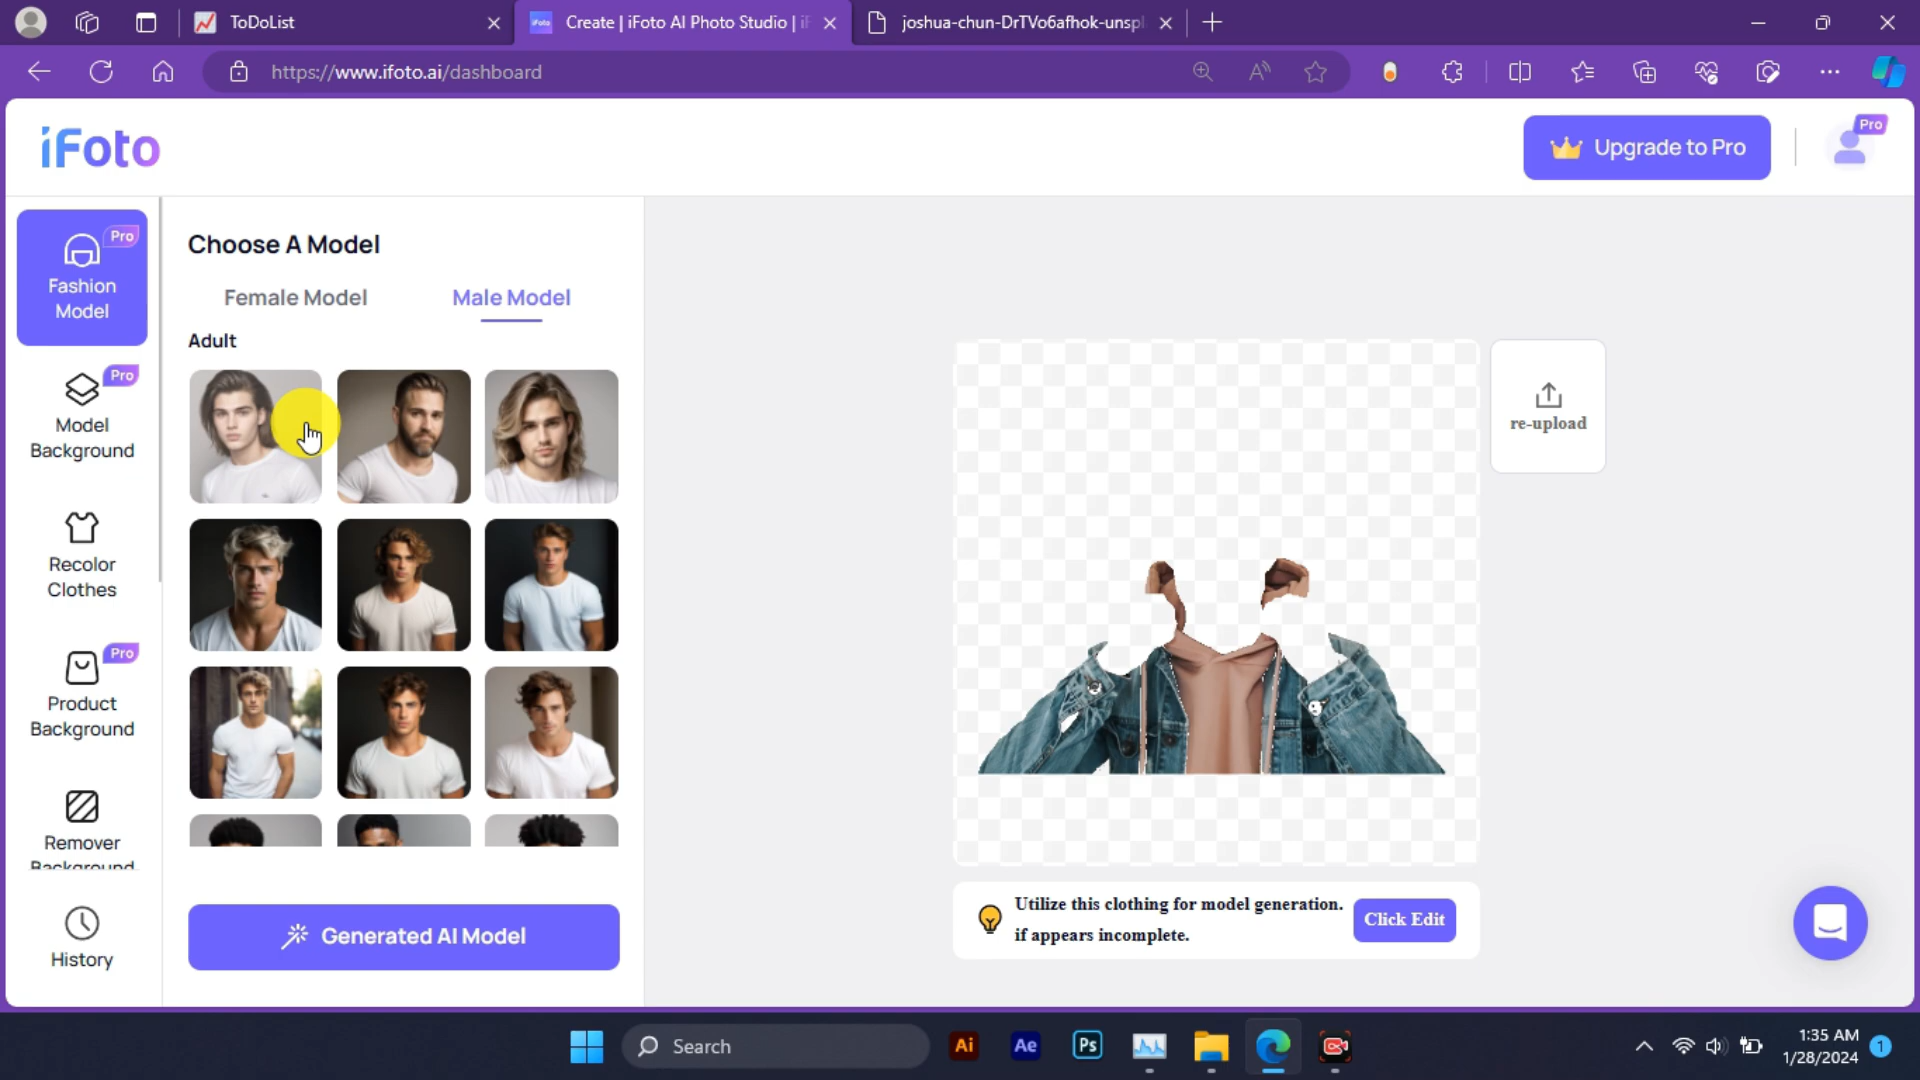 ToDoList
Create | iFoto AI Photo Studio | iF
joshua-chun-DrTVo6afhok-unspl
https://www.ifoto.ai/dashboard
iFoto
Upgrade to Pro
Pro
Pro
Fashion
Model
Pro
Model
Background
Recolor
Clothes
Pro
Product
Background
Remover
Background
History
Choose A Model
Female Model
Male Model
Adult
Generated AI Model
re-upload
Utilize this clothing for model generation.
if appears incomplete.
Click Edit
Search
Ai
Ae
Ps
1:35 AM
1/28/2024
1